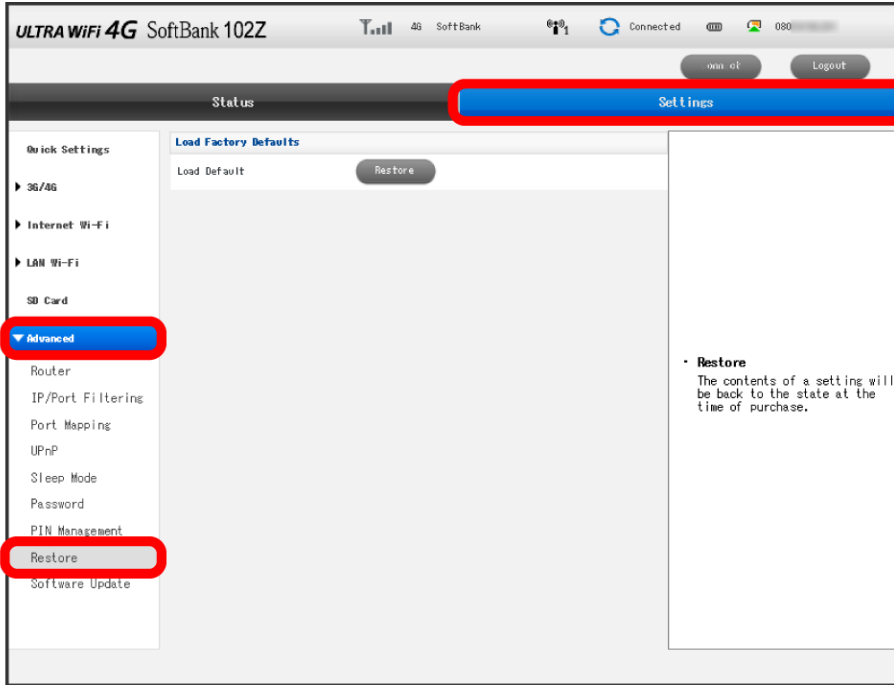 ULTRA WiFi 4G SoftBank 102Z
4G SoftBank
1
Connected
080
Logout
Status
Settings
Quick Settings
3G/4G
Internet Wi-Fi
LAN Wi-Fi
SD Card
Advanced
Router
IP/Port Filtering
Port Mapping
UPnP
Sleep Mode
Password
PIN Management
Restore
Software Update
Load Factory Defaults
Load Default
Restore
・ Restore
The contents of a setting will
be back to the state at the
time of purchase.